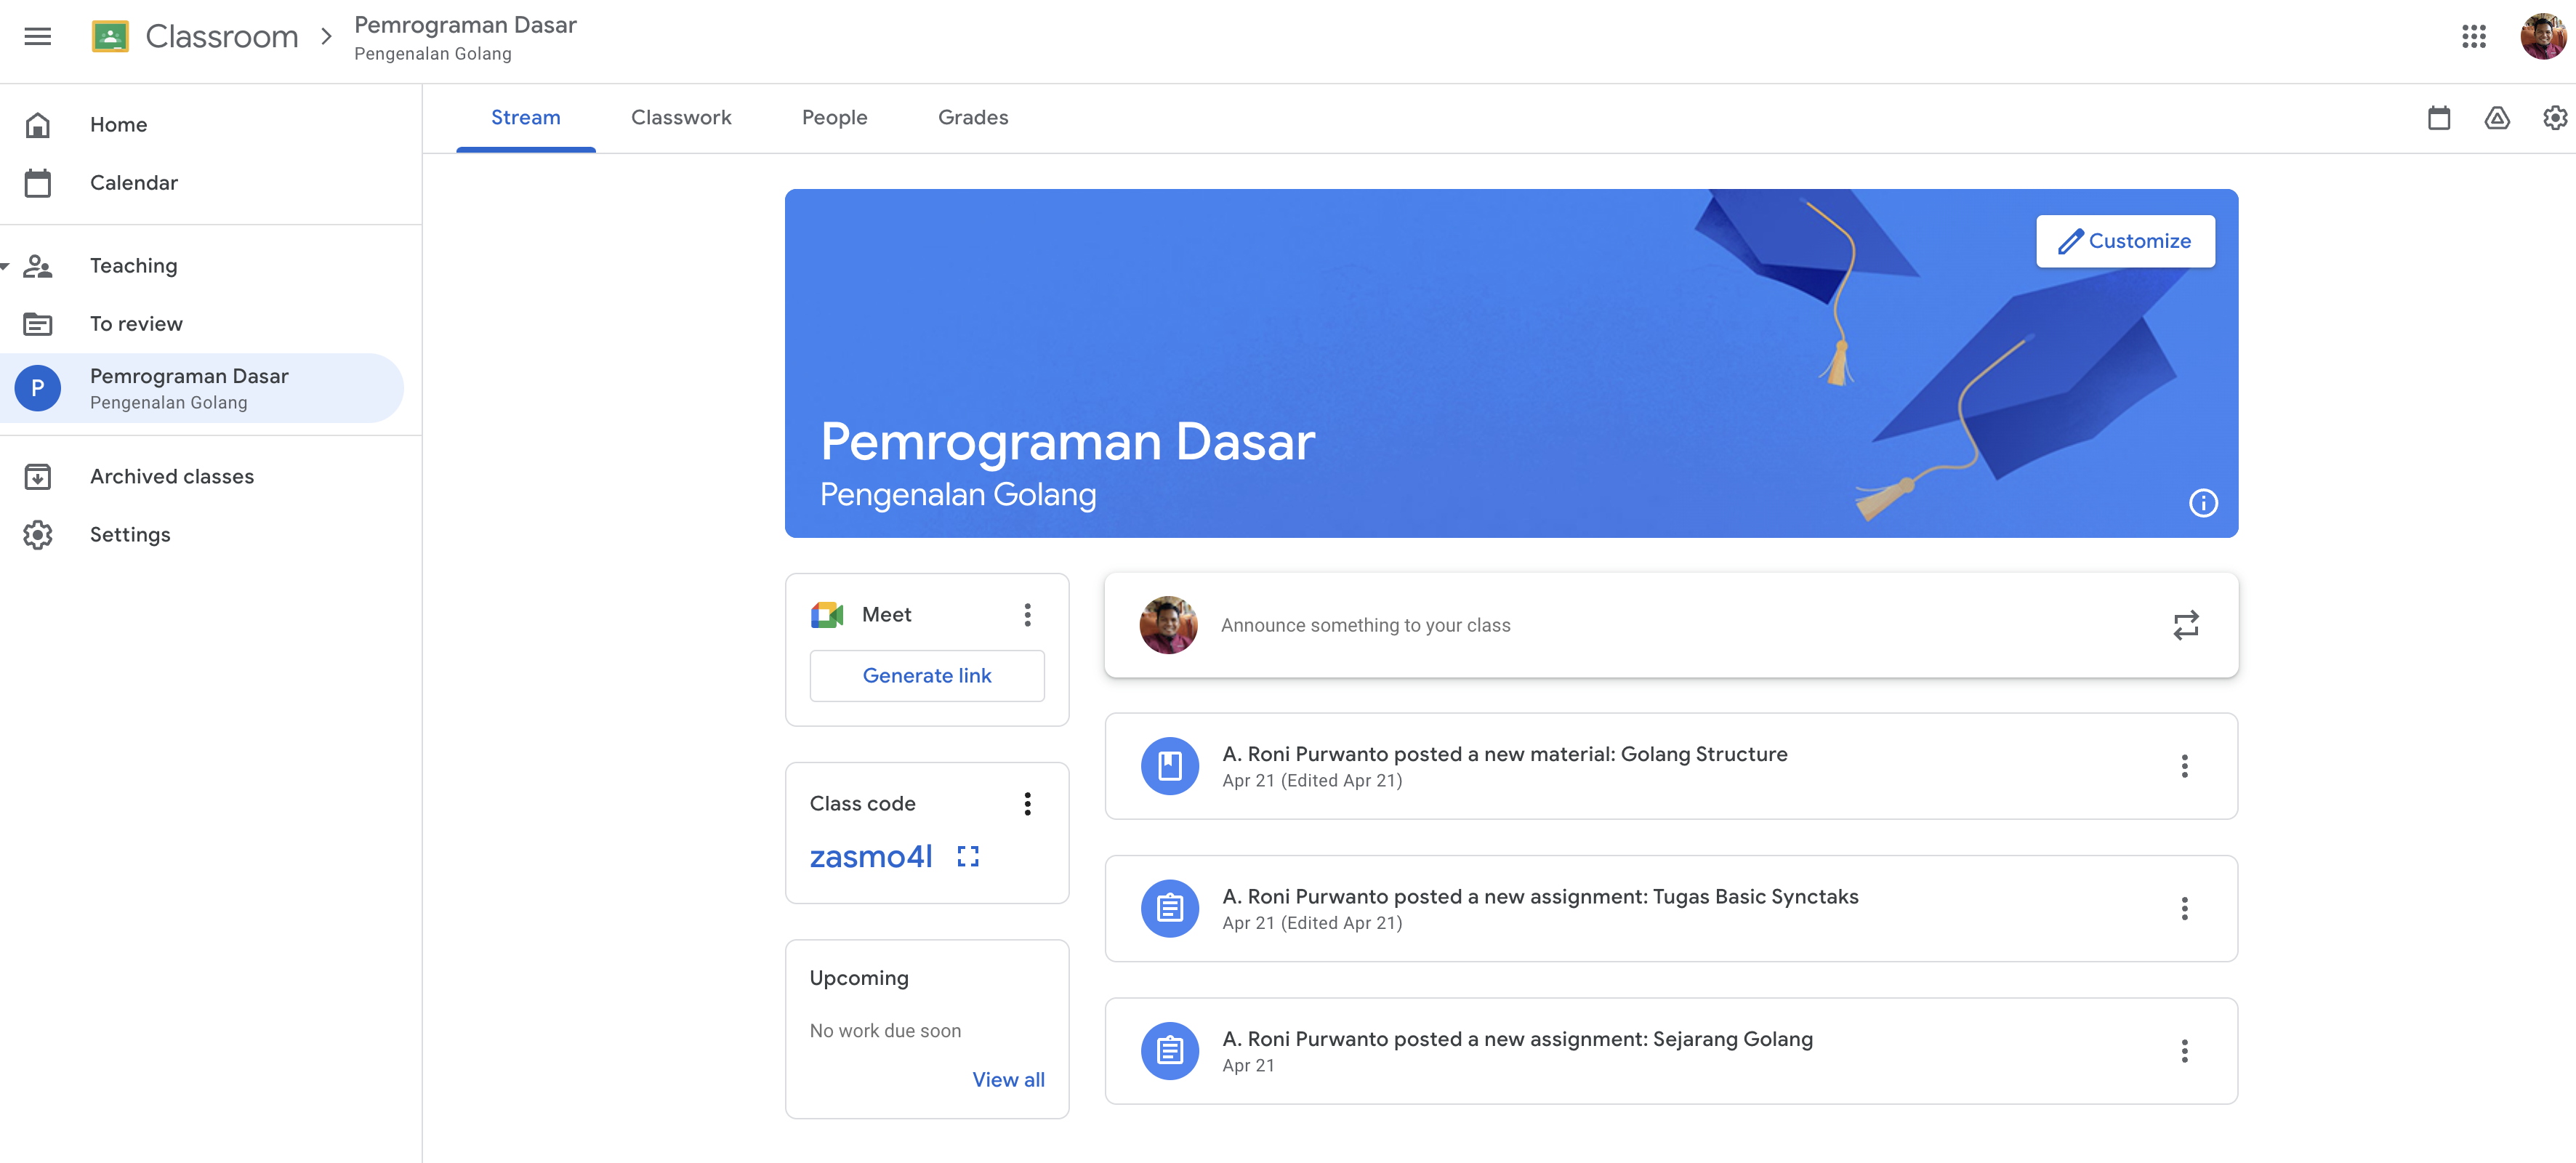 Classroom
Pemrograman Dasar
Pengenalan Golang
Home
Calendar
Teaching
To review
P
Pemrograman Dasar
Pengenalan Golang
Archived classes
Settings
Stream
Classwork
People
Grades
Customize
Pemrograman Dasar
Pengenalan Golang
Meet
Generate link
Class code
zasmo4l
Upcoming
No work due soon
View all
Announce something to your class
A. Roni Purwanto posted a new material: Golang Structure
Apr 21 (Edited Apr 21)
A. Roni Purwanto posted a new assignment: Tugas Basic Synctaks
Apr 21 (Edited Apr 21)
A. Roni Purwanto posted a new assignment: Sejarang Golang
Apr 21